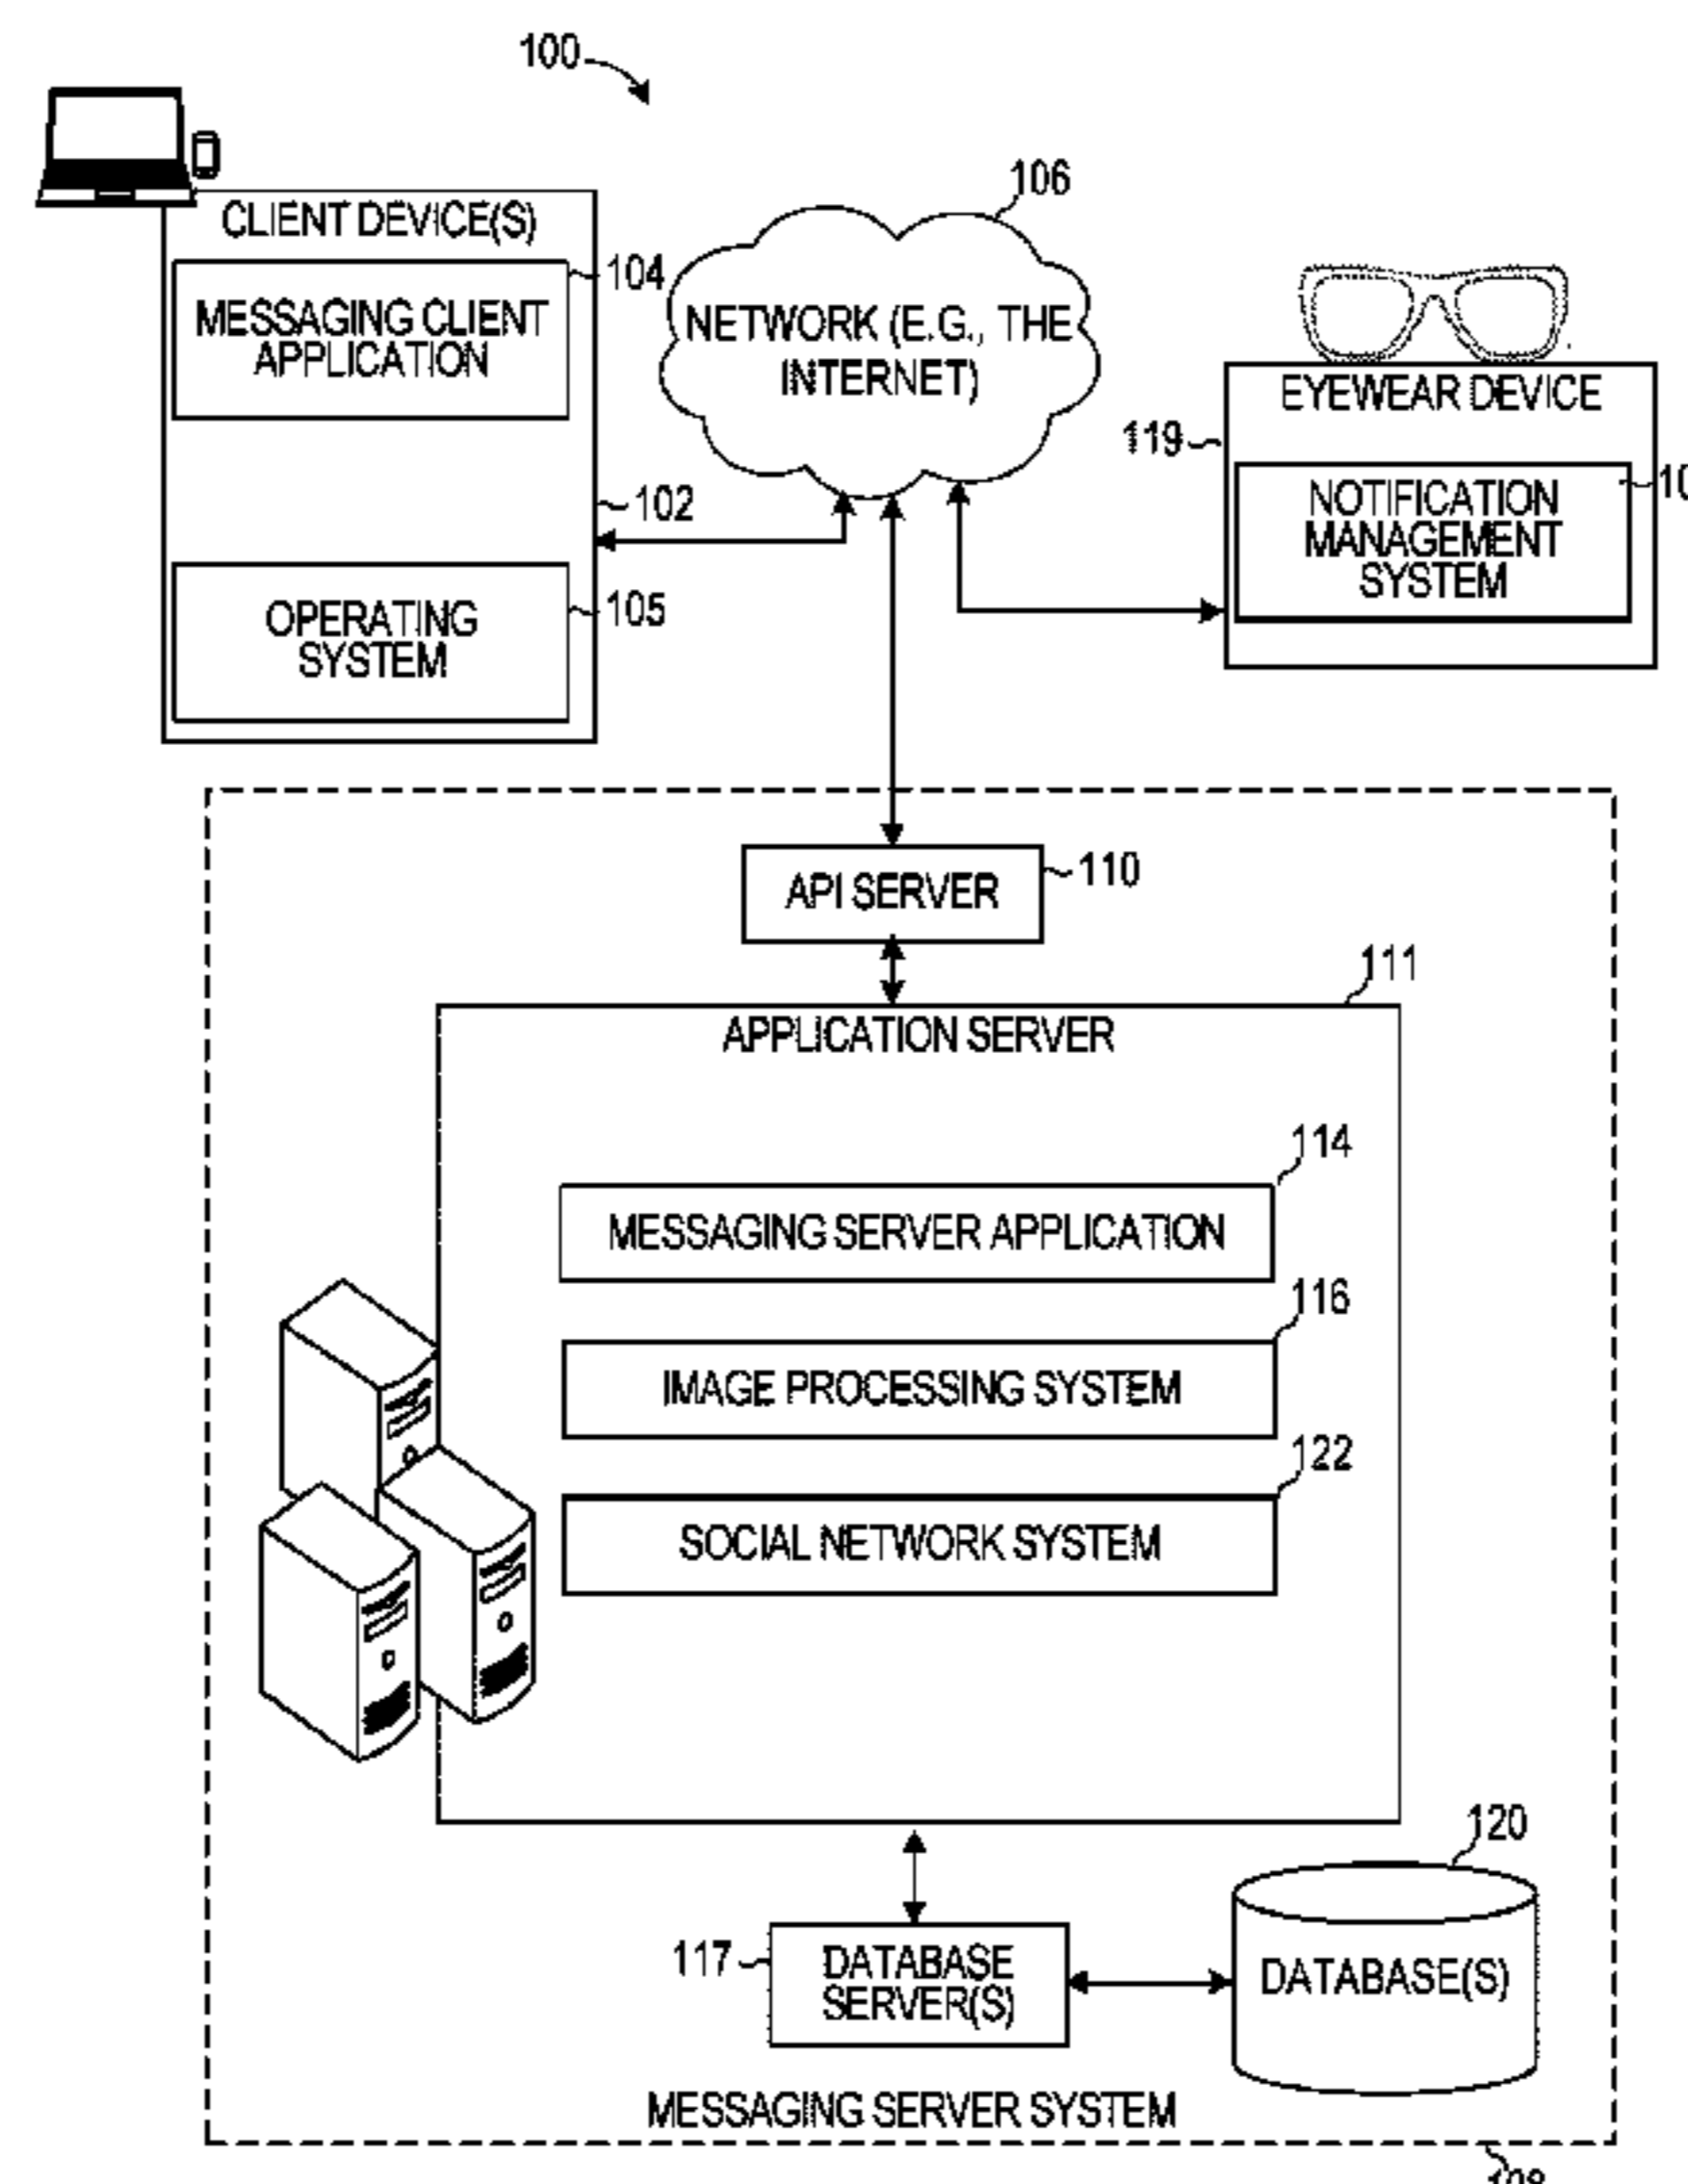 100
106
CLIENT DEVICE(S)
104
MESSAGING CLIENT
APPLICATION
NETWORK (E.G., THE
INTERNET)
EYEWEAR DEVICE
119
NOTIFICATION
MANAGEMENT
SYSTEM
102
OPERATING
SYSTEM
105
API SERVER
110
111
APPLICATION SERVER
114
MESSAGING SERVER APPLICATION
116
IMAGE PROCESSING SYSTEM
122
SOCIAL NETWORK SYSTEM
120
117
DATABASE
SERVER(S)
DATABASE(S)
MESSAGING SERVER SYSTEM